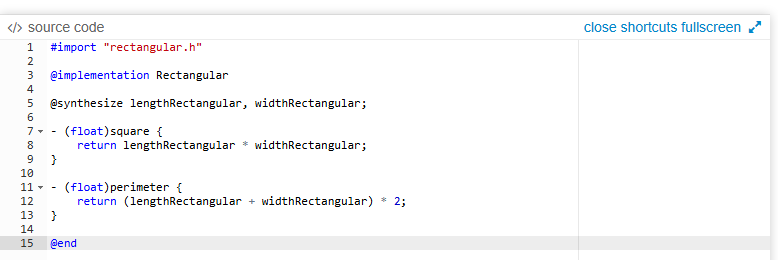 </> source code close shortcuts fullscreen
1 #import "rectangular.h"
2
3 @implementation Rectangular
4
5 @synthesize lengthRectangular, widthRectangular;
6
7 - (float)square {
8 return lengthRectangular * widthRectangular;
9 }
10
11 - (float)perimeter {
12 return (lengthRectangular + widthRectangular) * 2;
13 }
14
15 @end